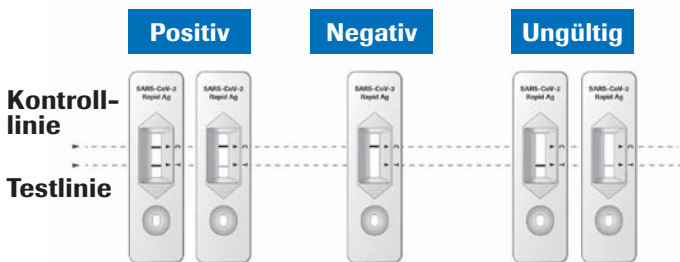 Positiv
Negativ
Ungültig
SARS-CoV-2
Rapid Ag
SARS-CoV-2
Rapid Ag
SARS-CoV-2
Rapid Ag
SARS-CoV-2
Rapid Ag
SARS-CoV-2
Rapid Ag
Kontroll-
linie
C
C
C
C
C
T
T
T
T
T
Testlinie